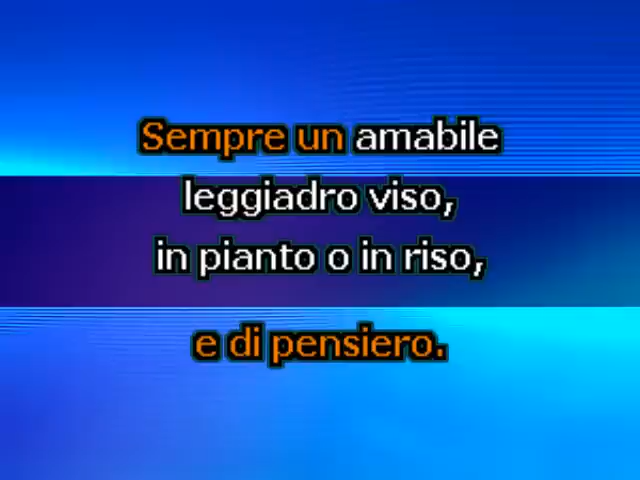 Sempre un amabile
leggiadro viso,
in pianto o in riso,
e di pensiero.